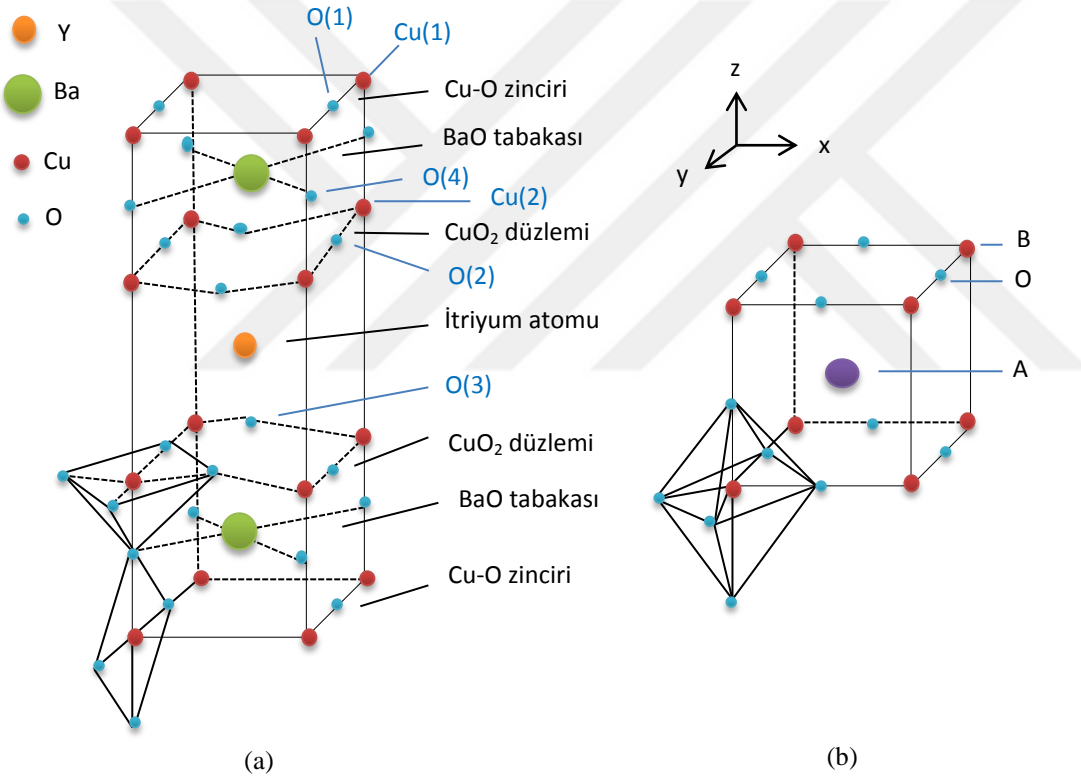 Y
Ba
Cu
O
O(1)
Cu(1)
Cu-O zinciri
BaO tabakası
O(4)
Cu(2)
CuO₂ düzlemi
O(2)
İtriyum atomu
O(3)
CuO₂ düzlemi
BaO tabakası
Cu-O zinciri
(a)
z
x
y
B
O
A
(b)